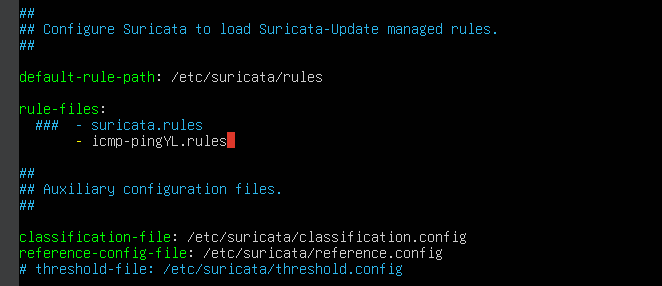 ##
## Configure Suricata to load Suricata-Update managed rules.
##
default-rule-path: /etc/suricata/rules
rule-files:
### - suricata.rules
- icmp-pingYL.rules
##
## Auxiliary configuration files.
##
classification-file: /etc/suricata/classification.config
reference-config-file: /etc/suricata/reference.config
# threshold-file: /etc/suricata/threshold.config